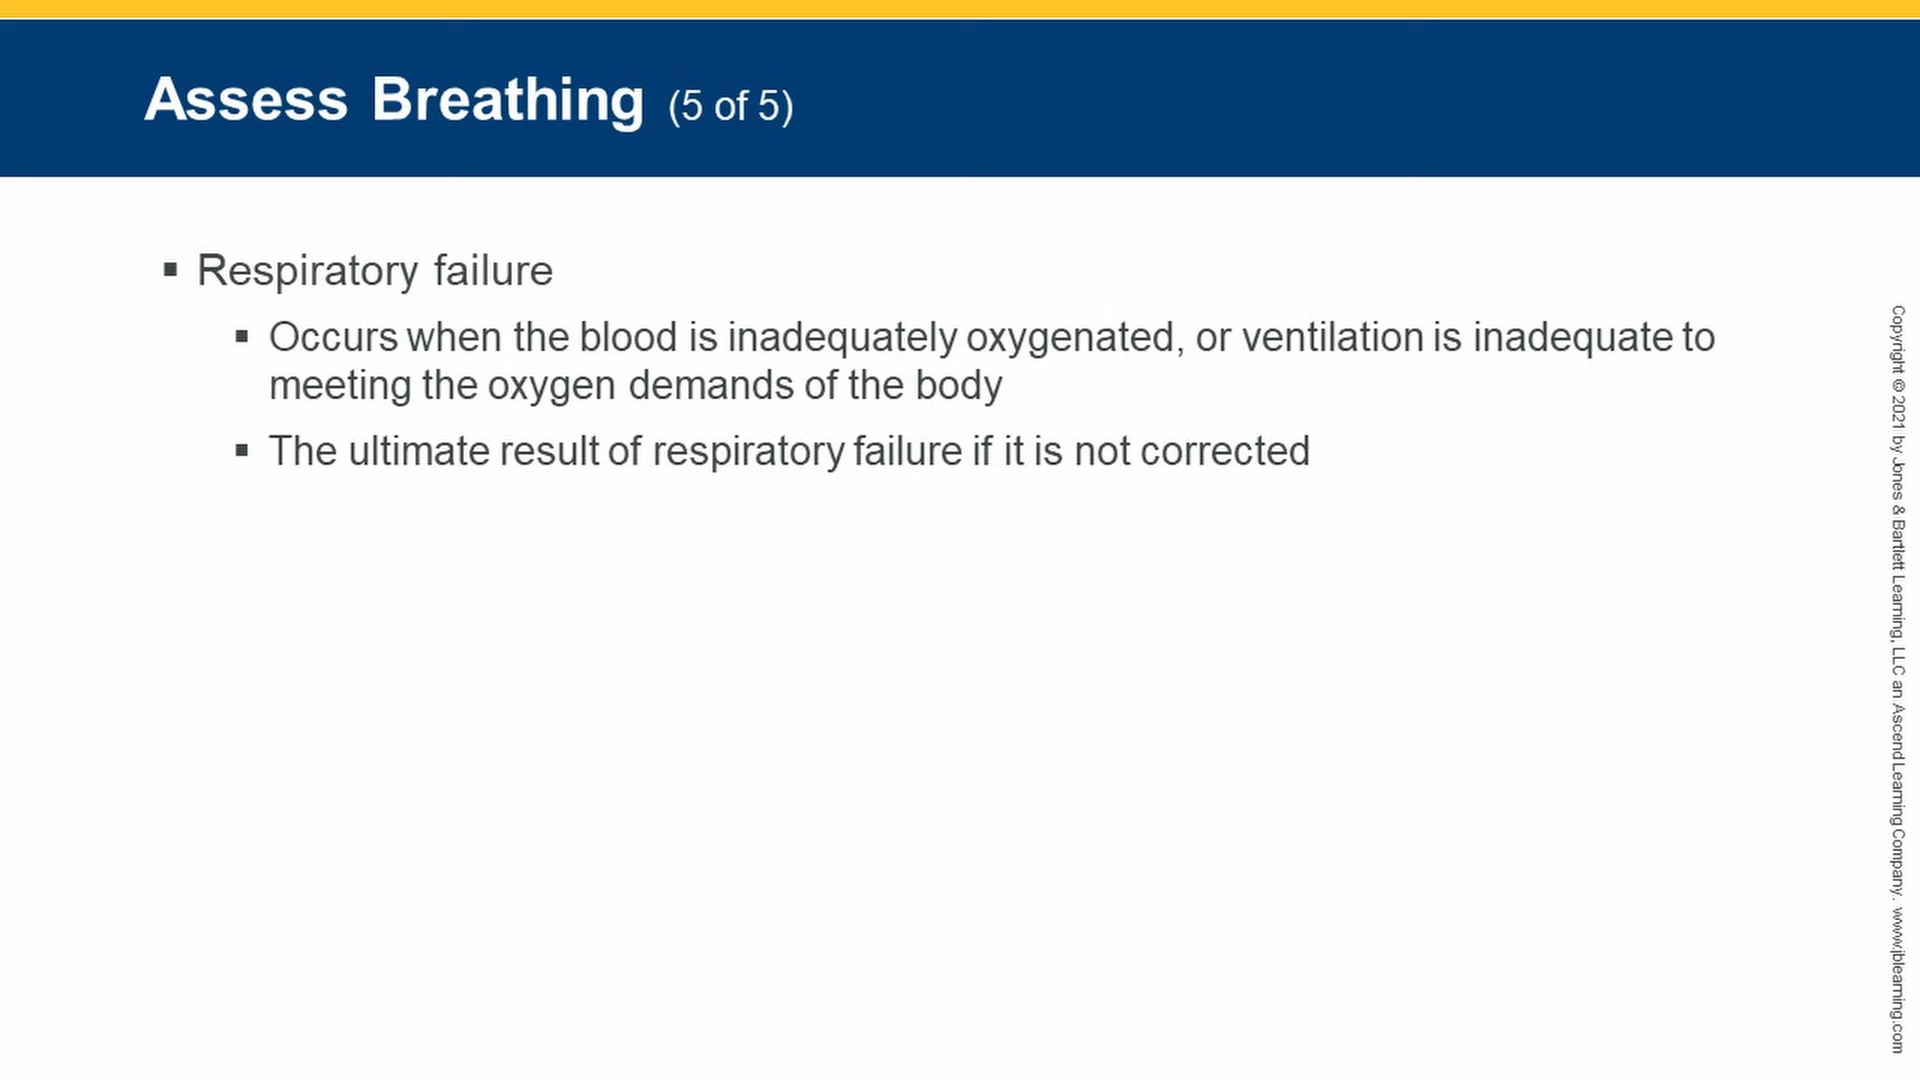 Assess Breathing (5 of 5)
▪ Respiratory failure
▪ Occurs when the blood is inadequately oxygenated, or ventilation is inadequate to
meeting the oxygen demands of the body
▪ The ultimate result of respiratory failure if it is not corrected
Copyright © 2021 by Jones & Bartlett Learning, LLC an Ascend Learning Company. www.jblearning.com